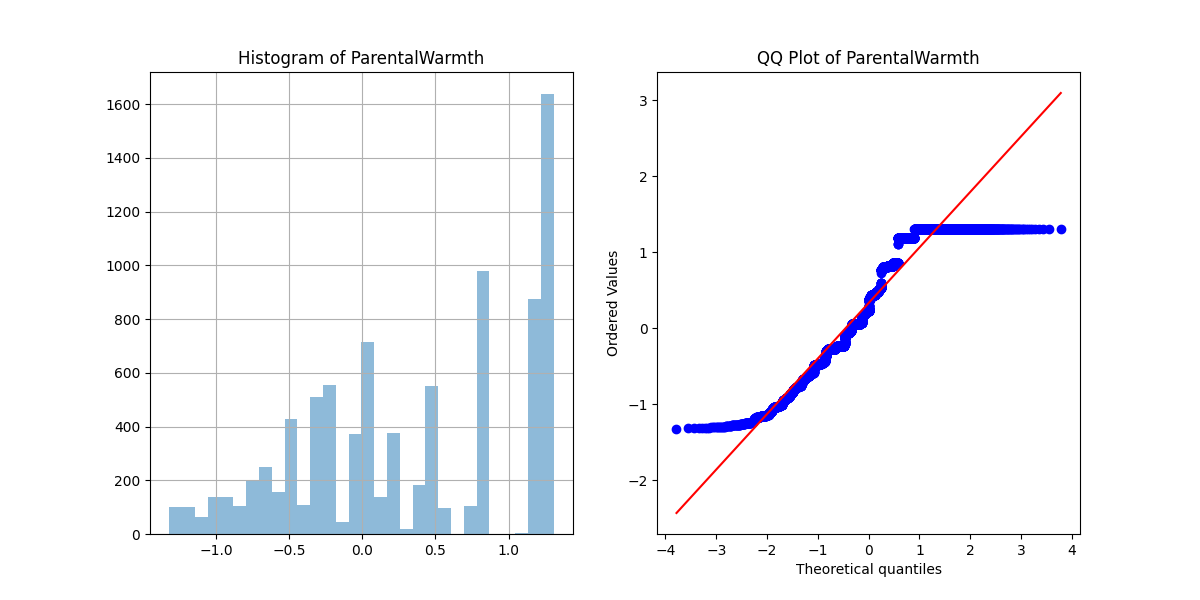 Histogram of ParentalWarmth
1600
1400
1200
1000
800
600
400
200
0
−1.0 −0.5 0.0 0.5 1.0
QQ Plot of ParentalWarmth
Ordered Values
3
2
1
0
−1
−2
−4 −3 −2 −1 0 1 2 3 4
Theoretical quantiles